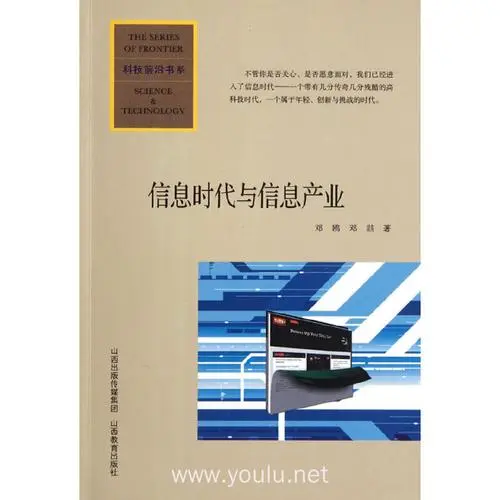 THE SERIES
OF FRONTIER
科技前沿书系
SCIENCE
&
TECHNOLOGY
不管你是否关心、是否愿意面对，我们已经进
入了信息时代——一个带有几分传奇几分残酷的高
科技时代，一个属于年轻、创新与挑战的时代。
信息时代与信息产业
邓鸥 邓 著
山西出版传媒集团 山西教育出版社
www.youlu.net